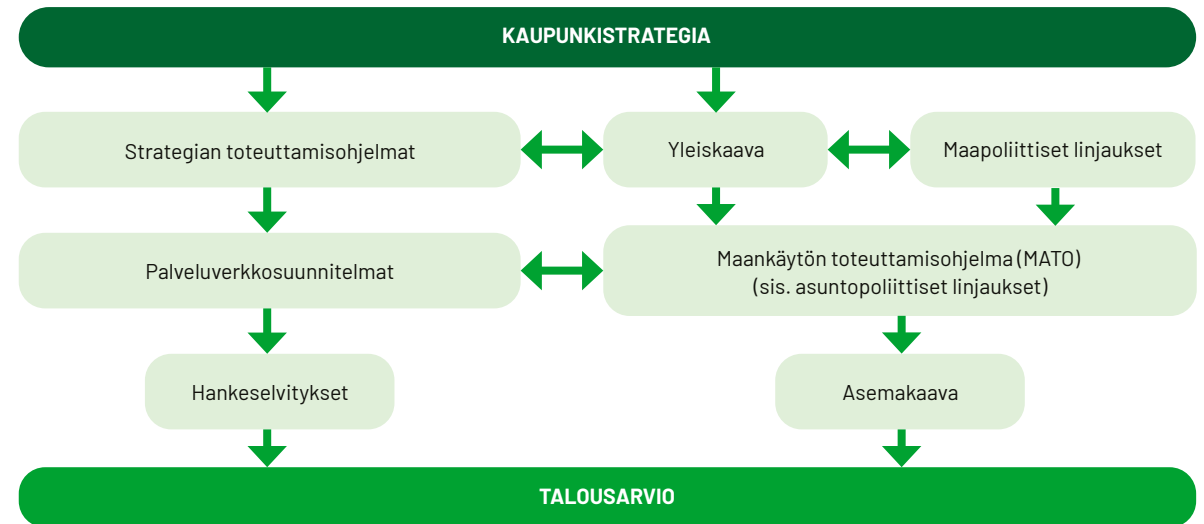 KAUPUNKISTRATEGIA
Strategian toteuttamisohjelmat
Yleiskaava
Maapoliittiset linjaukset
Palveluverkkosuunnitelmat
Maankäytön toteuttamisohjelma (MATO)
(sis. asuntopoliittiset linjaukset)
Hankeselvitykset
Asemakaava
TALOUSARVIO